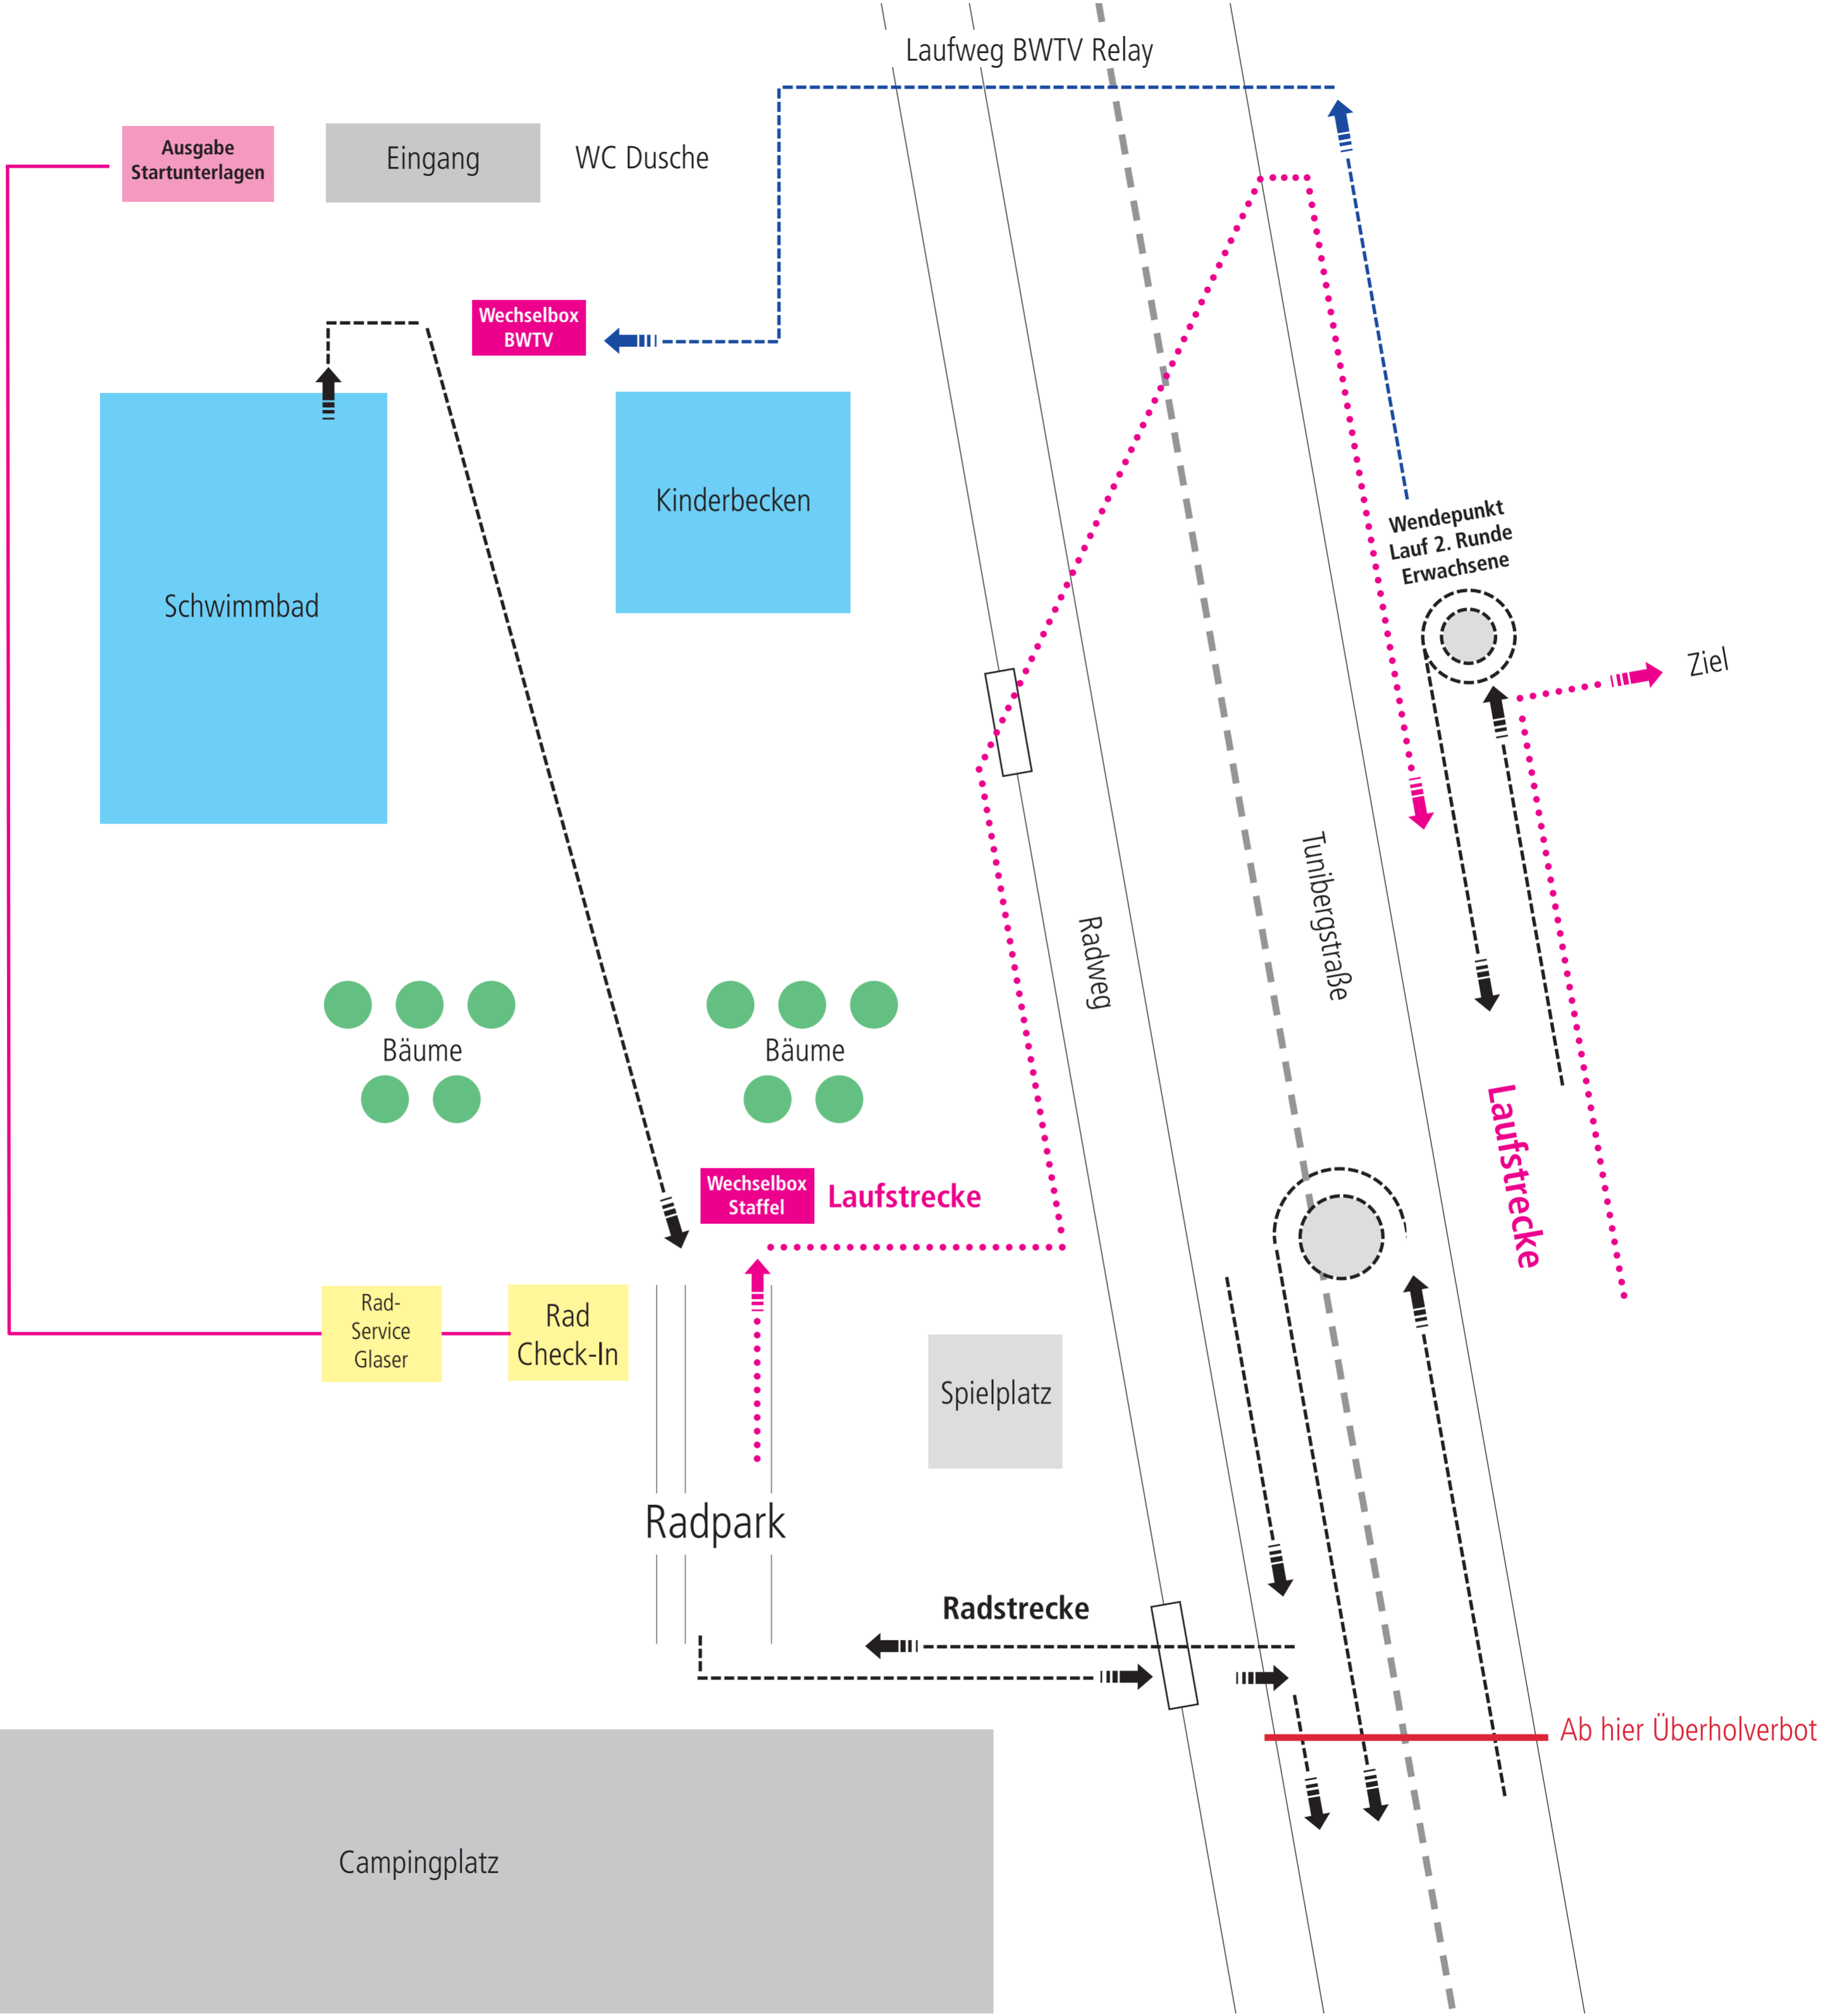 Laufweg BWTV Relay
Ausgabe
Startunterlagen
Eingang
WC Dusche
Wechselbox
BWTV
Kinderbecken
Schwimmbad
Wendepunkt
Lauf 2. Runde
Erwachsene
Ziel
Tunibergstraße
Radweg
Bäume
Bäume
Laufstrecke
Wechselbox
Staffel
Laufstrecke
Rad-
Service
Glaser
Rad
Check-In
Spielplatz
Radpark
Radstrecke
Ab hier Überholverbot
Campingplatz